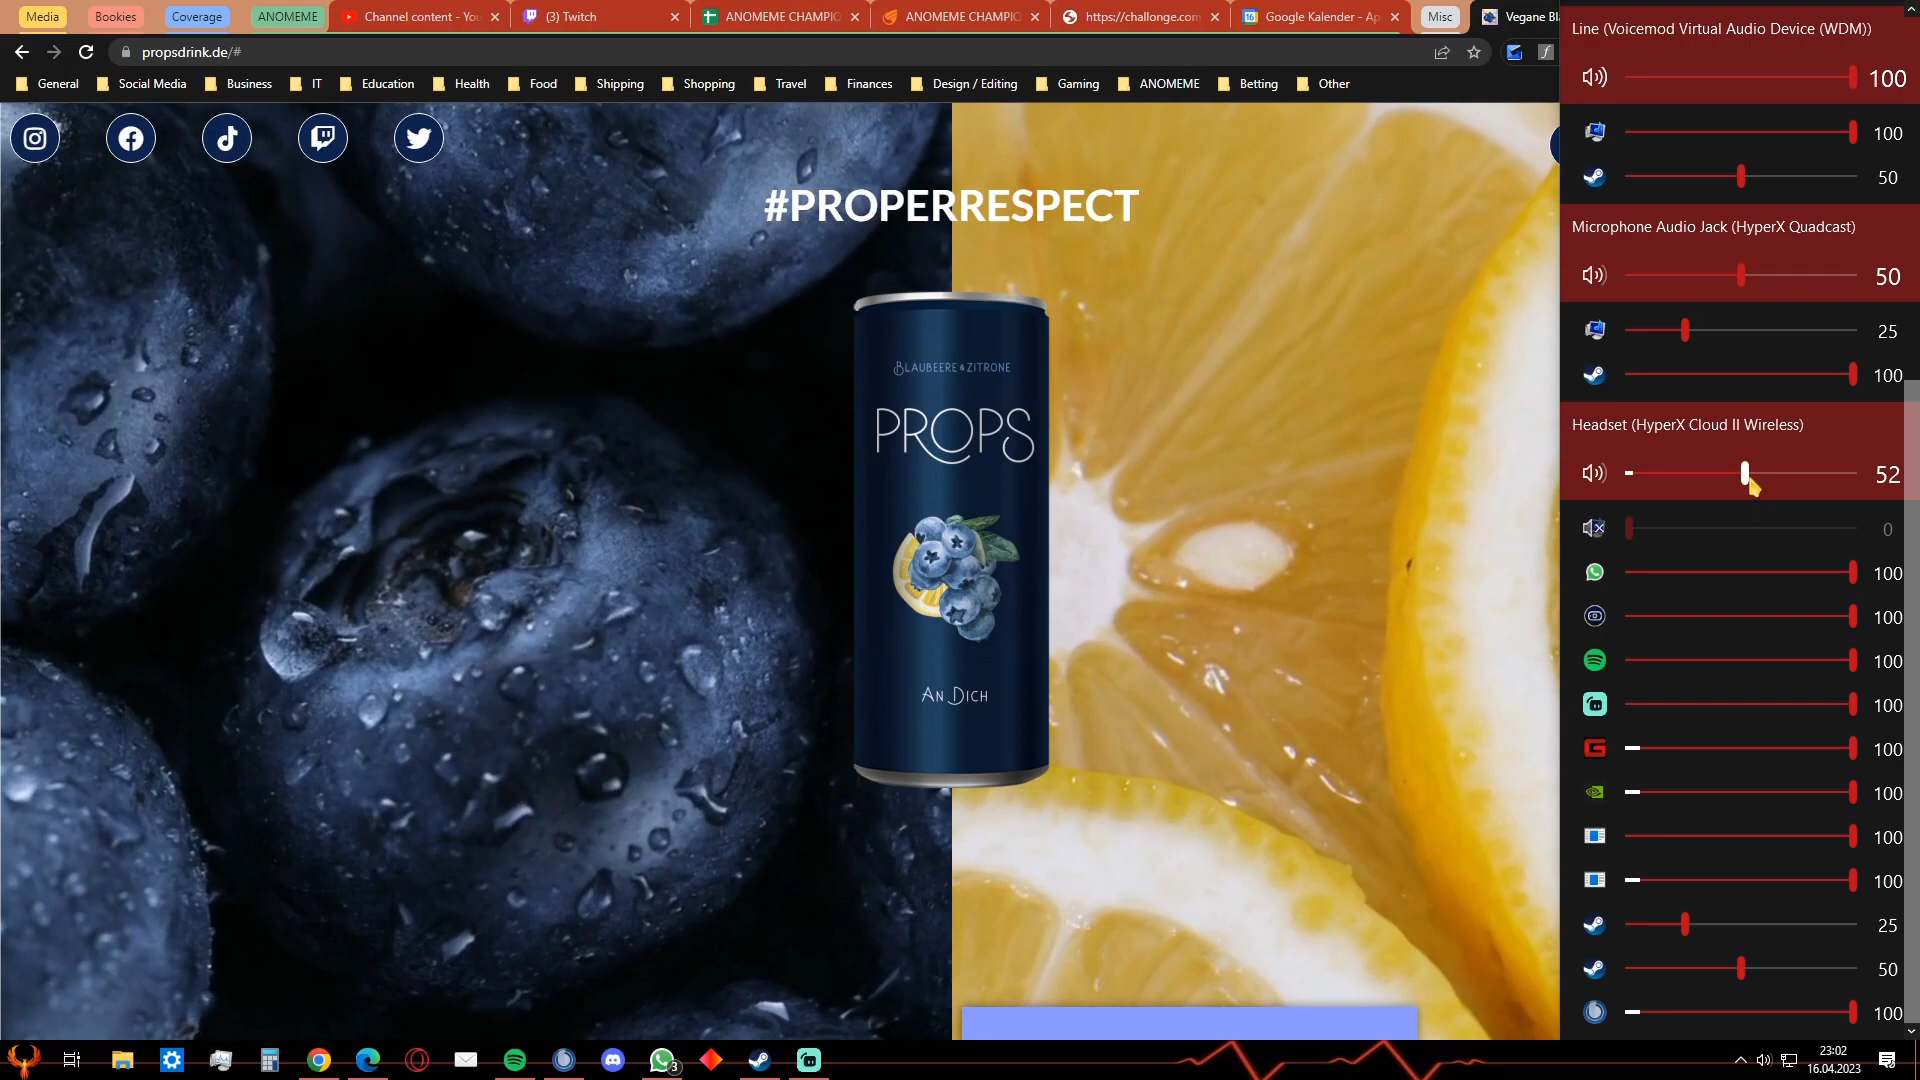 Media
Bookies
Coverage
ANOMEME
Channel content - You
(3) Twitch
ANOMEME CHAMPIO
ANOMEME CHAMPIO
https://challonge.com
Google Kalender - Ap
Misc
Vegane Bla
propsdrink.de/#
General
Social Media
Business
IT
Education
Health
Food
Shipping
Shopping
Travel
Finances
Design / Editing
Gaming
ANOMEME
Betting
Other
#PROPERRESPECT
BLAUBEERE & ZITRONE
PROPS
AN DICH
Line (Voicemod Virtual Audio Device (WDM))
100
100
50
Microphone Audio Jack (HyperX Quadcast)
50
25
100
Headset (HyperX Cloud II Wireless)
52
0
100
100
100
100
100
100
100
100
25
50
100
3
23:02
16.04.2023